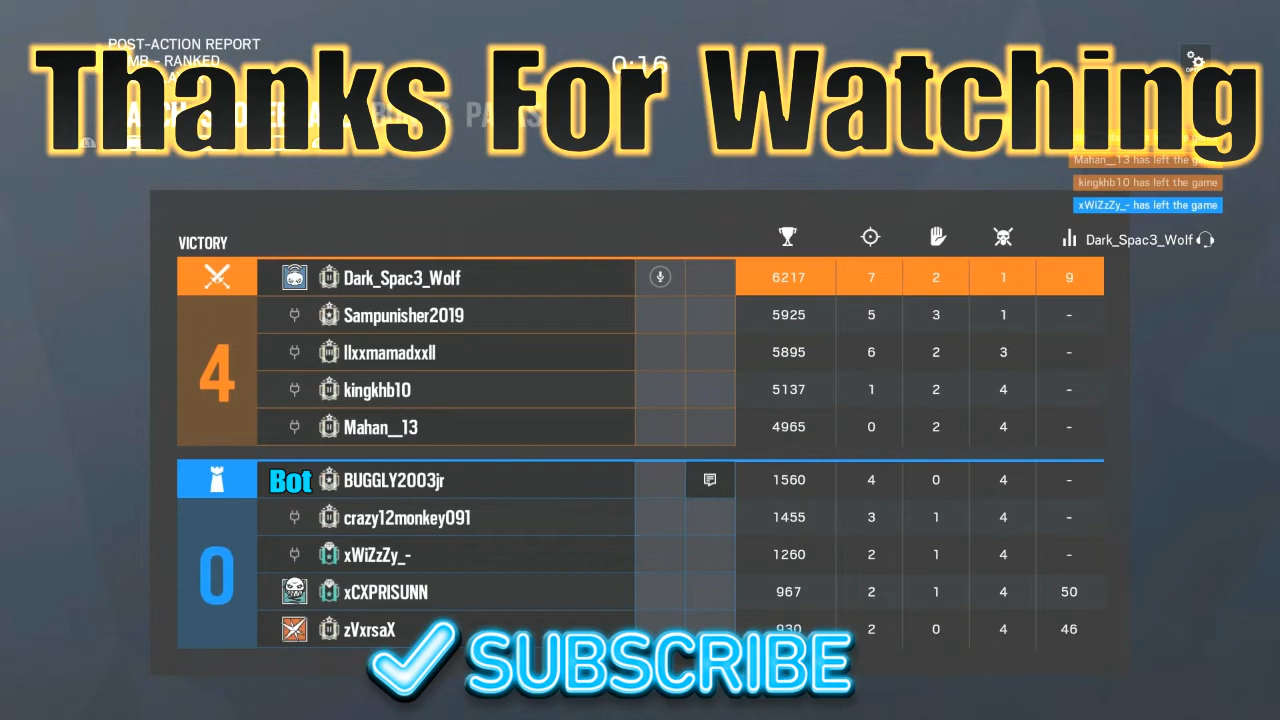 POST-ACTION REPORT
Thanks For Watching
MB - RANKED
0:16
Mahan__13 has left the g
kingkhb10 has left the game
xWiZzZy_- has left the game
VICTORY
Dark_Spac3_Wolf
Dark_Spac3_Wolf 6217 7 2 1 9
Sampunisher2019 5925 5 3 1 -
llxxmamadxxll 5895 6 2 3 -
4
kingkhb10 5137 1 2 4 -
Mahan__13 4965 0 2 4 -
Bot BUGGLY2003jr 1560 4 0 4 -
crazy12monkey091 1455 3 1 4 -
xWiZzZy_- 1260 2 1 4 -
0
xCXPRISUNN 967 2 1 4 50
zVxrsaX 930 2 0 4 46
SUBSCRIBE